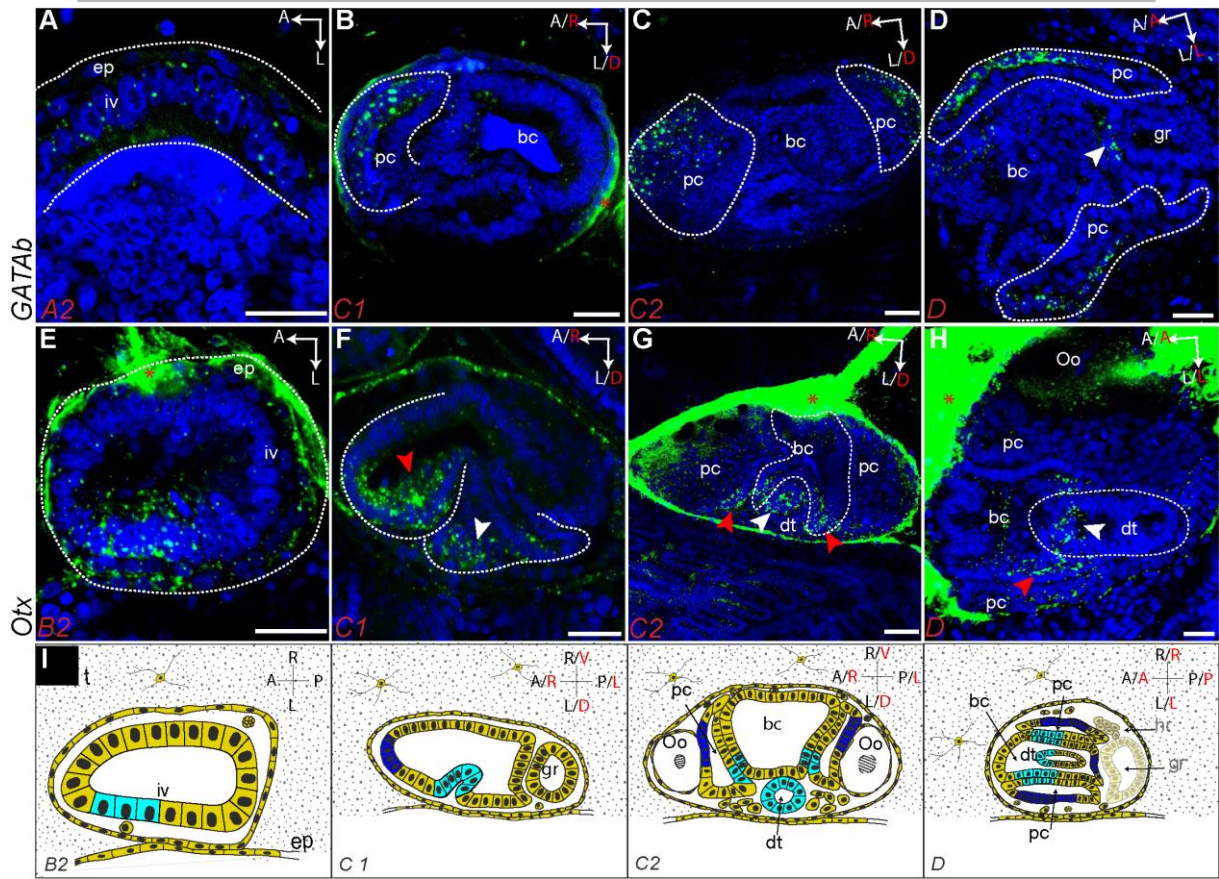 A
A
L
ep
iv
A2
B
A/R
L/D
pc
bc
*
C1
C
A/R
L/D
pc
bc
pc
C2
D
A/A
L/L
pc
gr
bc
pc
D
GATAb
E
A
L
*
ep
iv
B2
F
A/R
L/D
C1
G
A/R
L/D
*
bc
pc
pc
dt
C2
H
A/A
L/L
Oo
*
pc
bc
dt
pc
D
Otx
I
t
R
A P
L
iv
ep
B2
R/V
A/R P/L
L/D
gr
C1
R/V
A/R P/L
L/D
pc
bc
Oo
Oo
dt
C2
R/R
A/A P/P
L/L
pc
bc
dt
gr
pc
D